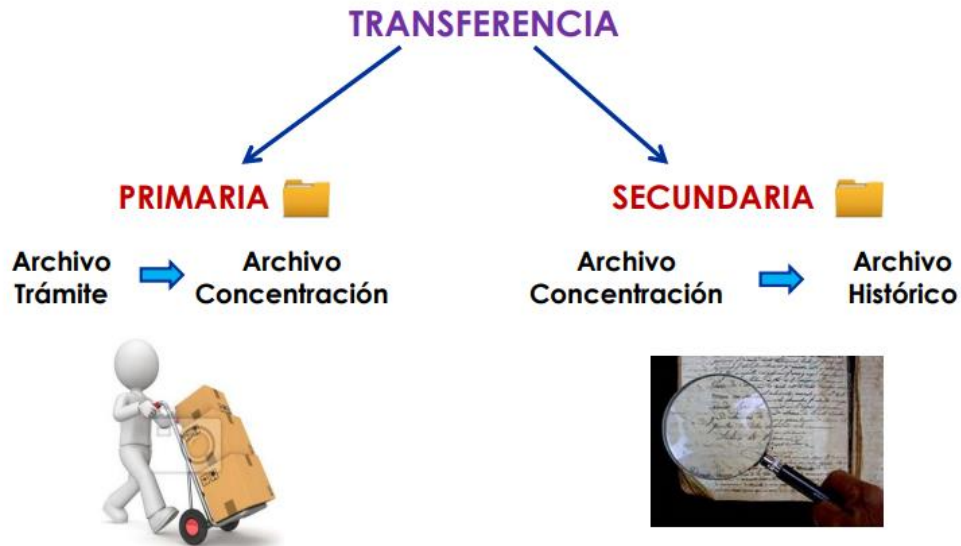 TRANSFERENCIA
PRIMARIA
SECUNDARIA
Archivo
Trámite
Archivo
Concentración
Archivo
Concentración
Archivo
Histórico